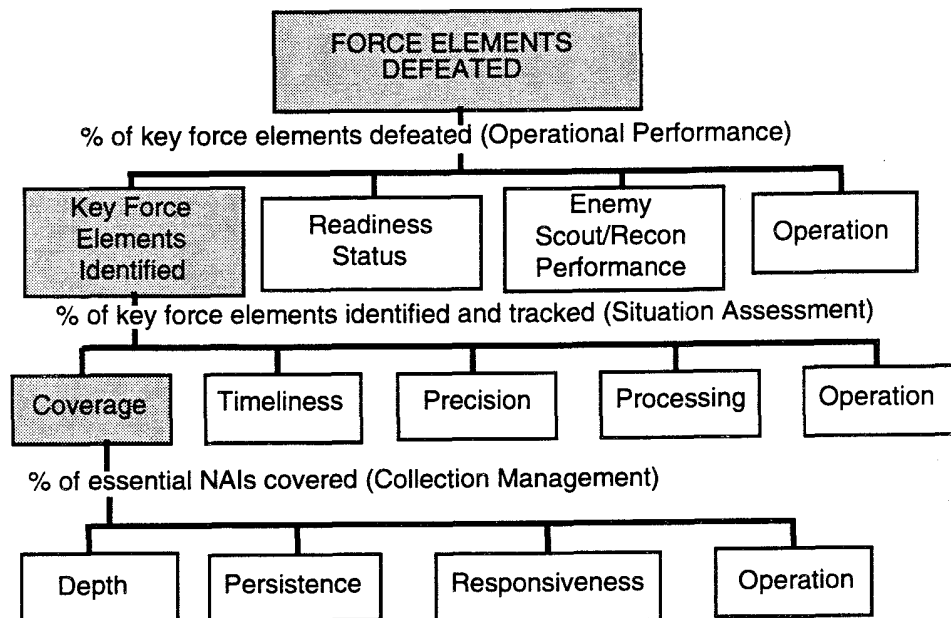 FORCE ELEMENTS
DEFEATED
% of key force elements defeated (Operational Performance)
Key Force
Elements
Identified
Readiness
Status
Enemy
Scout/Recon
Performance
Operation
% of key force elements identified and tracked (Situation Assessment)
Coverage
Timeliness
Precision
Processing
Operation
% of essential NAIs covered (Collection Management)
Depth
Persistence
Responsiveness
Operation